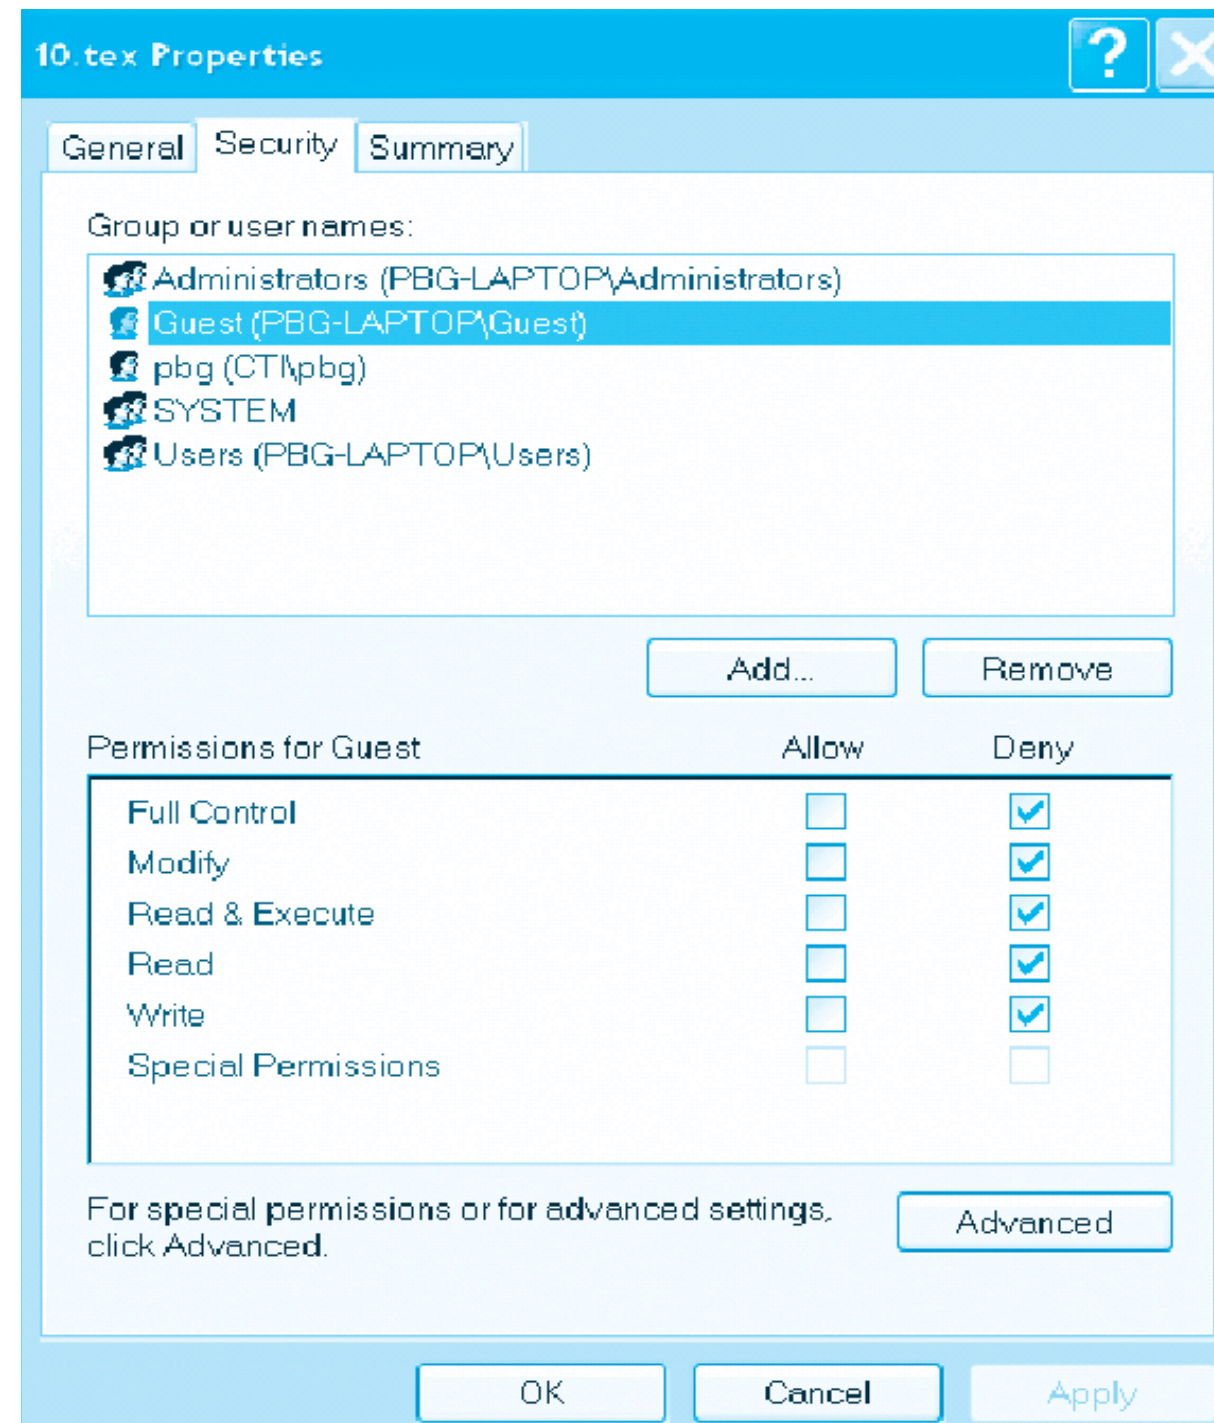 10.tex Properties
?
General Security Summary
Group or user names:
Administrators (PBG-LAPTOP\Administrators)
Guest (PBG-LAPTOP\Guest)
pbg (CTI\pbg)
SYSTEM
Users (PBG-LAPTOP\Users)
Add... Remove
Permissions for Guest Allow Deny
Full Control
Modify
Read & Execute
Read
Write
Special Permissions
For special permissions or for advanced settings,
click Advanced.
Advanced
OK Cancel Apply